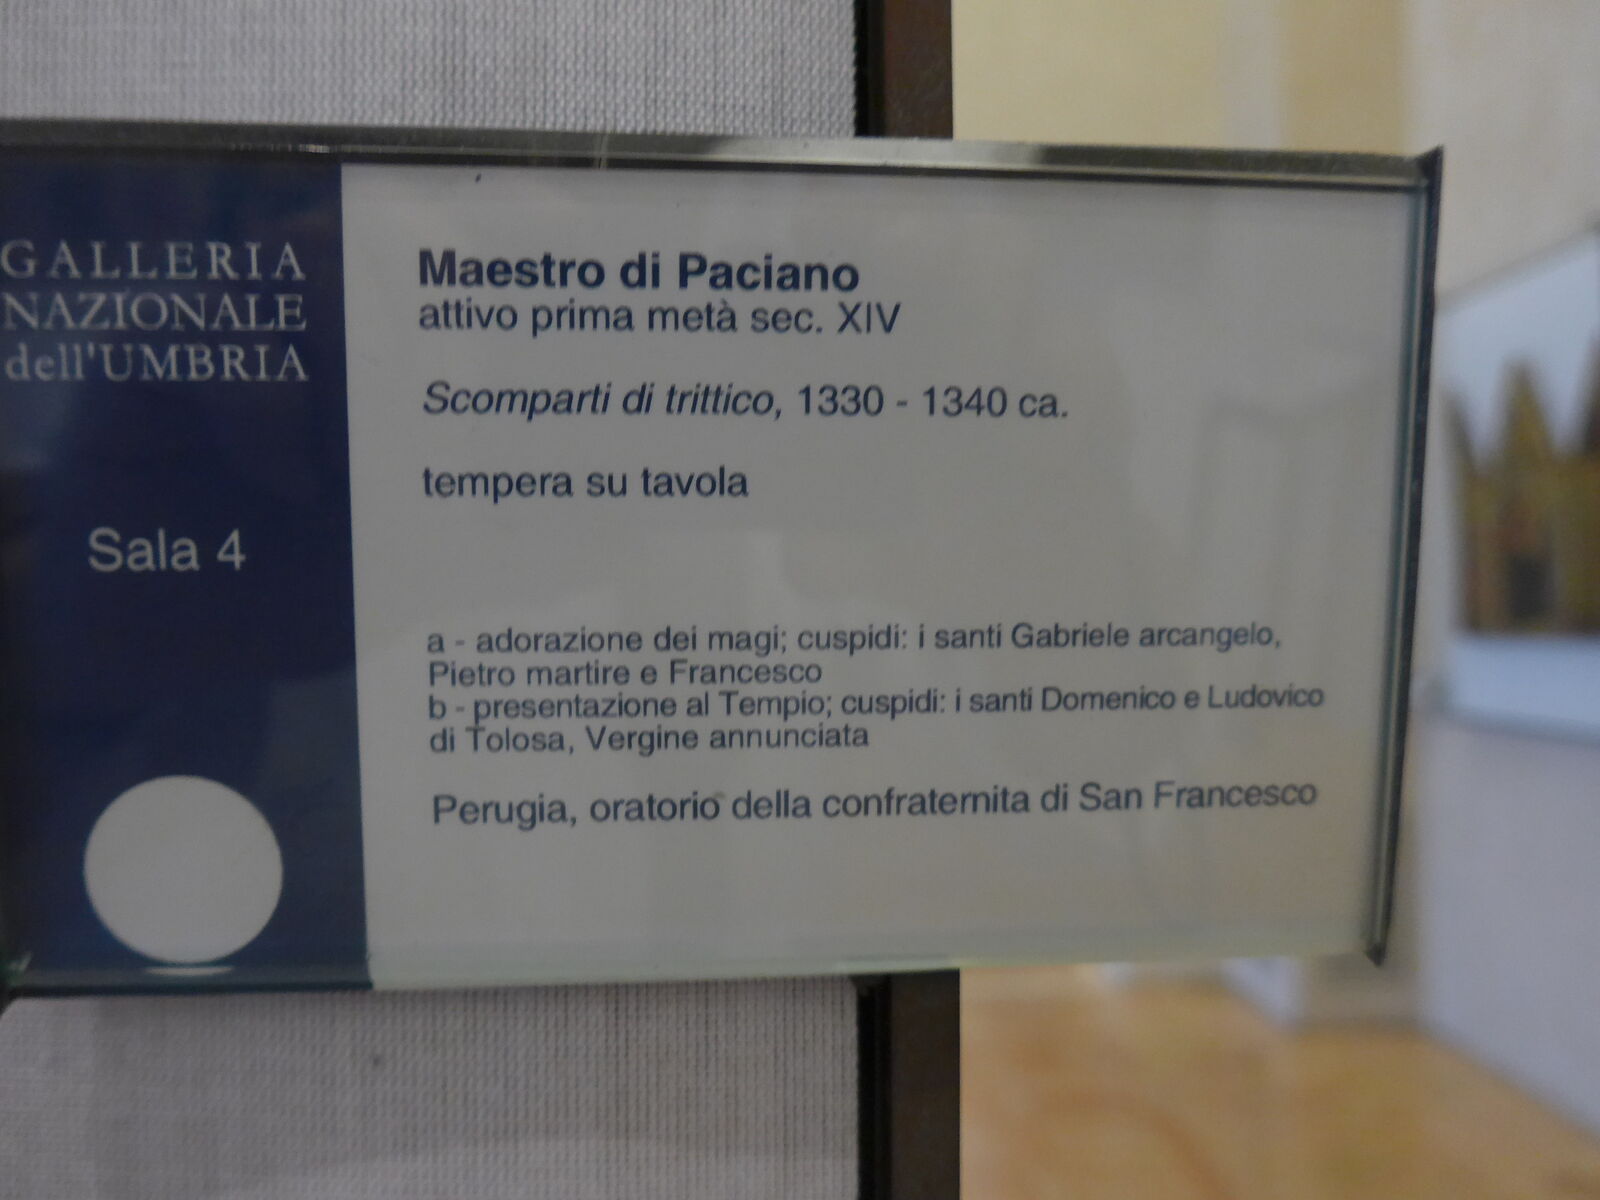 GALLERIA
NAZIONALE
dell'UMBRIA
Sala 4
Maestro di Paciano
attivo prima metà sec. XIV
Scomparti di trittico, 1330 - 1340 ca.
tempera su tavola
a - adorazione dei magi; cuspidi: i santi Gabriele arcangelo,
Pietro martire e Francesco
b - presentazione al Tempio; cuspidi: i santi Domenico e Ludovico
di Tolosa, Vergine annunciata
Perugia, oratorio della confraternita di San Francesco